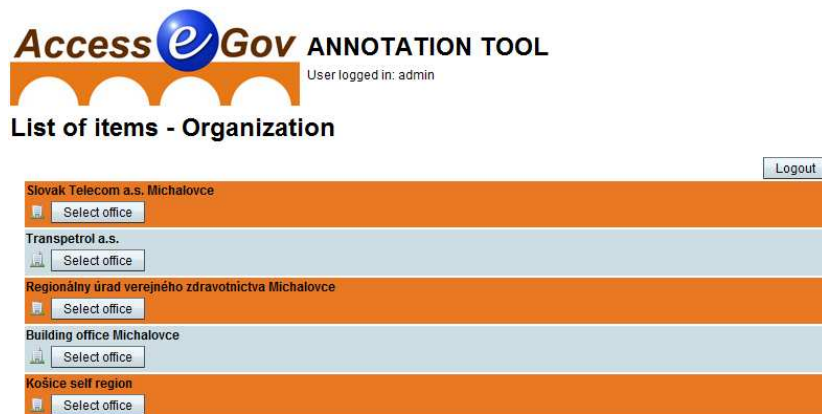 Access e Gov ANNOTATION TOOL
User logged in: admin
List of items - Organization
Logout
Slovak Telecom a.s. Michalovce
Select office
Transpetrol a.s.
Select office
Regionálny úrad verejného zdravotníctva Michalovce
Select office
Building office Michalovce
Select office
Košice self region
Select office